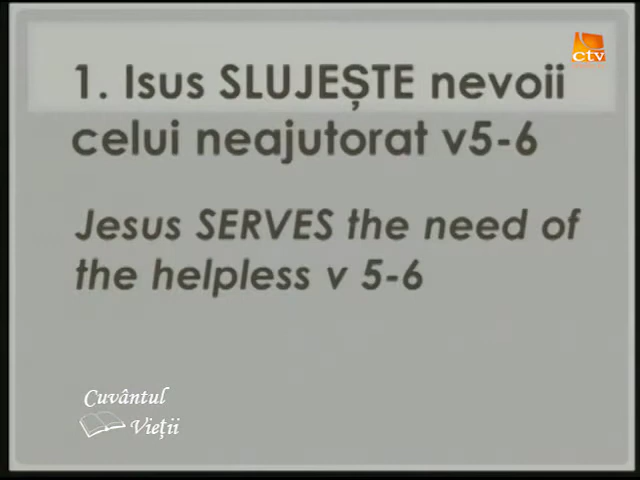 ctv
1. Isus SLUJEȘTE nevoii
celui neajutorat v5-6
Jesus SERVES the need of
the helpless v 5-6
Cuvântul
Vieții